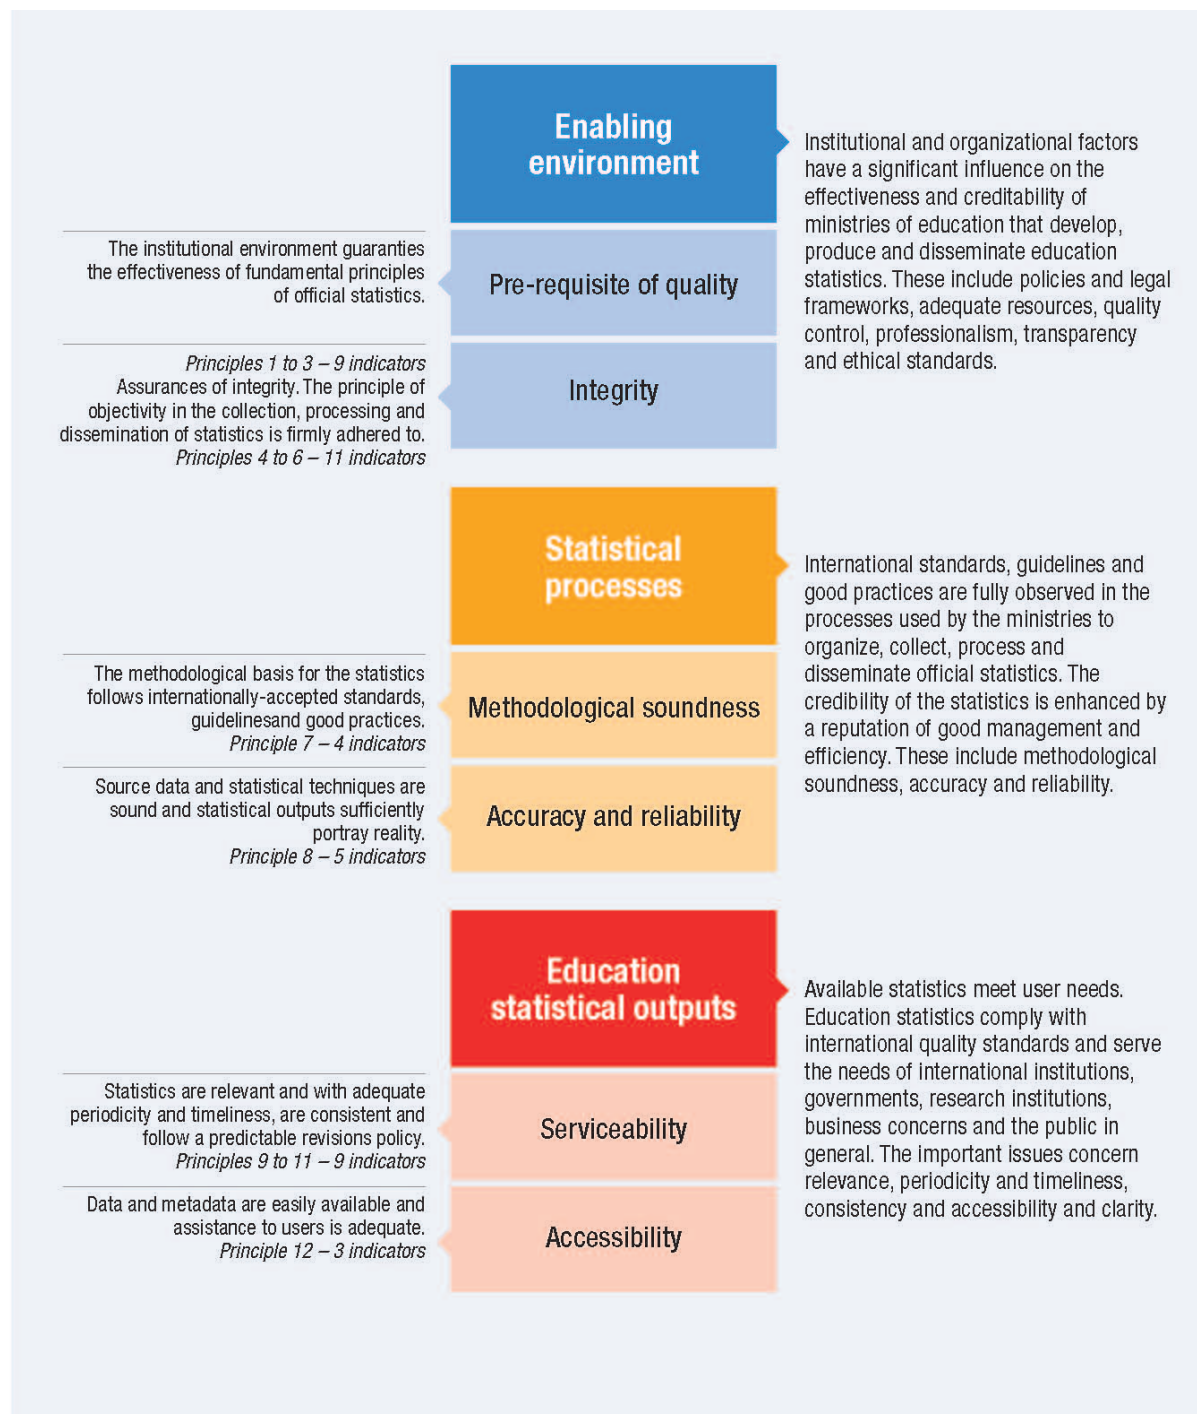 Enabling
environment
Institutional and organizational factors
have a significant influence on the
effectiveness and creditability of
ministries of education that develop,
produce and disseminate education
statistics. These include policies and legal
frameworks, adequate resources, quality
control, professionalism, transparency
and ethical standards.
The institutional environment guaranties
the effectiveness of fundamental principles
of official statistics.
Pre-requisite of quality
Principles 1 to 3 – 9 indicators
Assurances of integrity. The principle of
objectivity in the collection, processing and
dissemination of statistics is firmly adhered to.
Principles 4 to 6 – 11 indicators
Integrity
Statistical
processes
International standards, guidelines and
good practices are fully observed in the
processes used by the ministries to
organize, collect, process and
disseminate official statistics. The
credibility of the statistics is enhanced by
a reputation of good management and
efficiency. These include methodological
soundness, accuracy and reliability.
The methodological basis for the statistics
follows internationally-accepted standards,
guidelinesand good practices.
Principle 7 – 4 indicators
Methodological soundness
Source data and statistical techniques are
sound and statistical outputs sufficiently
portray reality.
Principle 8 – 5 indicators
Accuracy and reliability
Education
statistical outputs
Available statistics meet user needs.
Education statistics comply with
international quality standards and serve
the needs of international institutions,
governments, research institutions,
business concerns and the public in
general. The important issues concern
relevance, periodicity and timeliness,
consistency and accessibility and clarity.
Statistics are relevant and with adequate
periodicity and timeliness, are consistent and
follow a predictable revisions policy.
Principles 9 to 11 – 9 indicators
Serviceability
Data and metadata are easily available and
assistance to users is adequate.
Principle 12 – 3 indicators
Accessibility